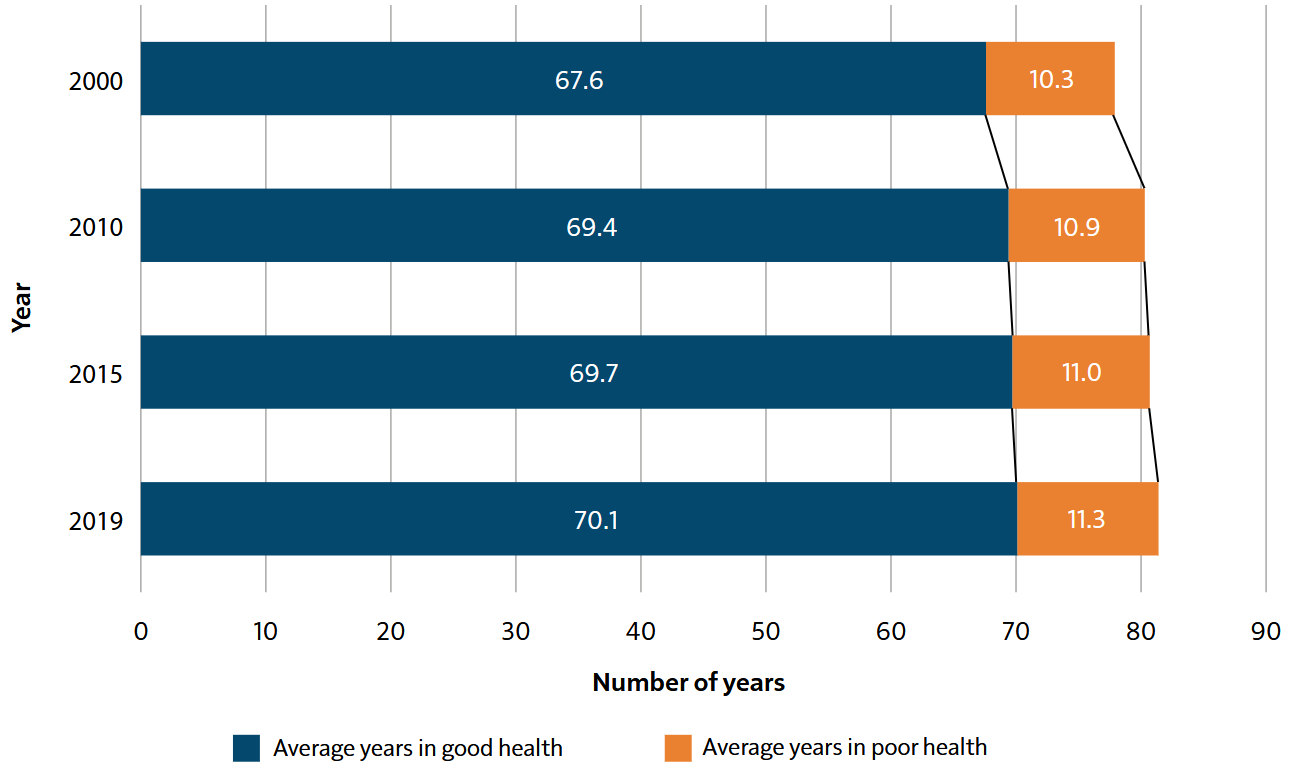 2000
67.6
10.3
2010
69.4
10.9
2015
69.7
11.0
2019
70.1
11.3
Year
0 10 20 30 40 50 60 70 80 90
Number of years
Average years in good health
Average years in poor health